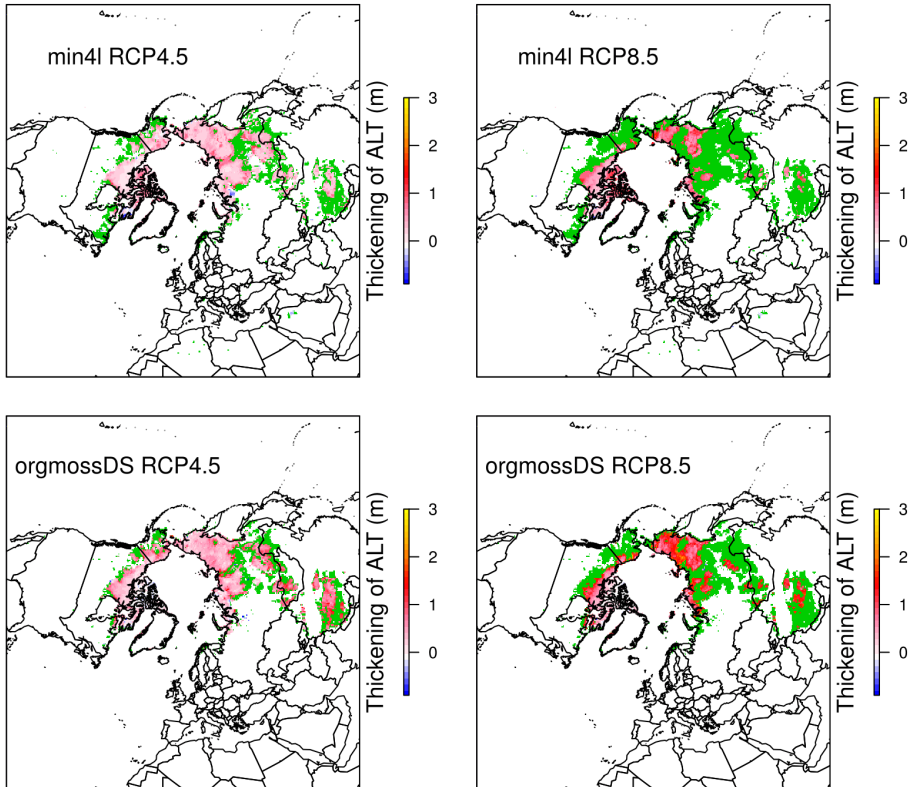 min4l RCP4.5
Thickening of ALT (m)
3
2
1
0
min4l RCP8.5
Thickening of ALT (m)
3
2
1
0
orgmossDS RCP4.5
Thickening of ALT (m)
3
2
1
0
orgmossDS RCP8.5
Thickening of ALT (m)
3
2
1
0